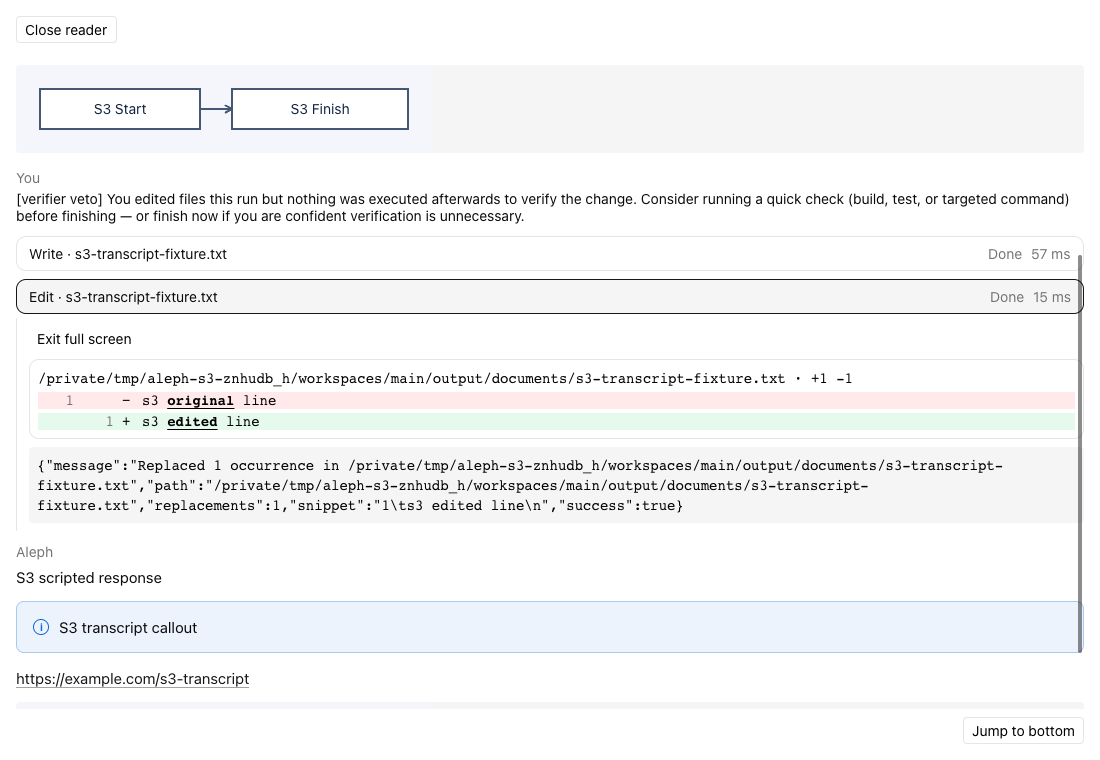 Close reader
S3 Start
S3 Finish
You
[verifier veto] You edited files this run but nothing was executed afterwards to verify the change. Consider running a quick check (build, test, or targeted command)
before finishing — or finish now if you are confident verification is unnecessary.
Write · s3-transcript-fixture.txt Done 57 ms
Edit · s3-transcript-fixture.txt Done 15 ms
Exit full screen
/private/tmp/aleph-s3-znhudb_h/workspaces/main/output/documents/s3-transcript-fixture.txt · +1 -1
1 − s3 original line
1 + s3 edited line
{"message":"Replaced 1 occurrence in /private/tmp/aleph-s3-znhudb_h/workspaces/main/output/documents/s3-transcript-
fixture.txt","path":"/private/tmp/aleph-s3-znhudb_h/workspaces/main/output/documents/s3-transcript-
fixture.txt","replacements":1,"snippet":"1\ts3 edited line\n","success":true}
Aleph
S3 scripted response
S3 transcript callout
https://example.com/s3-transcript
Jump to bottom